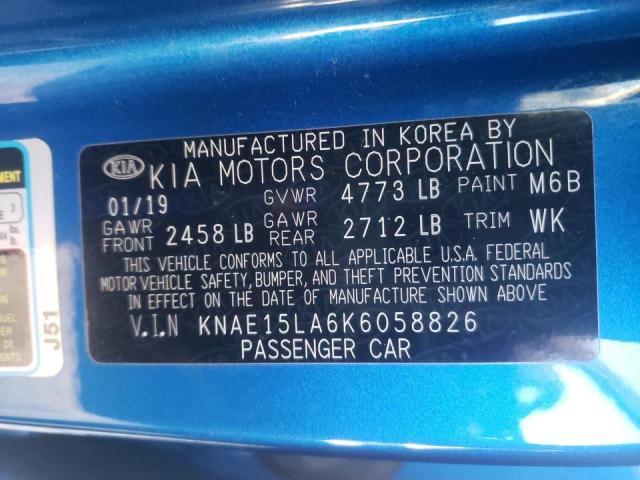 MANUFACTURED IN KOREA BY
KIA KIA MOTORS CORPORATION
01/19 GVWR 4773 LB PAINT M6B
GAWR FRONT 2458 LB GAWR REAR 2712 LB TRIM WK
THIS VEHICLE CONFORMS TO ALL APPLICABLE U.S.A. FEDERAL
MOTOR VEHICLE SAFETY, BUMPER, AND THEFT PREVENTION STANDARDS
IN EFFECT ON THE DATE OF MANUFACTURE SHOWN ABOVE
V.I.N KNAE15LA6K6058826
PASSENGER CAR
J51